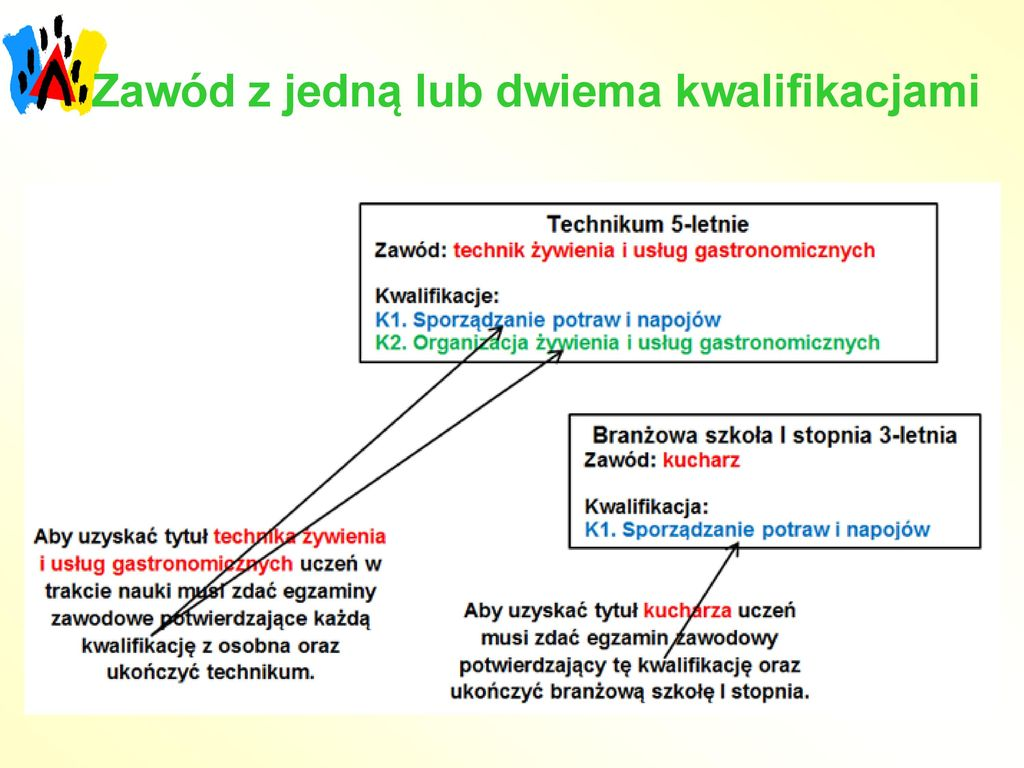 Zawód z jedną lub dwiema kwalifikacjami
Technikum 5-letnie
Zawód: technik żywienia i usług gastronomicznych
Kwalifikacje:
K1. Sporządzanie potraw i napojów
K2. Organizacja żywienia i usług gastronomicznych
Branżowa szkoła I stopnia 3-letnia
Zawód: kucharz
Kwalifikacja:
K1. Sporządzanie potraw i napojów
Aby uzyskać tytuł technika żywienia
i usług gastronomicznych uczeń w
trakcie nauki musi zdać egzaminy
zawodowe potwierdzające każdą
kwalifikację z osobna oraz
ukończyć technikum.
Aby uzyskać tytuł kucharza uczeń
musi zdać egzamin zawodowy
potwierdzający tę kwalifikację oraz
ukończyć branżową szkołę I stopnia.